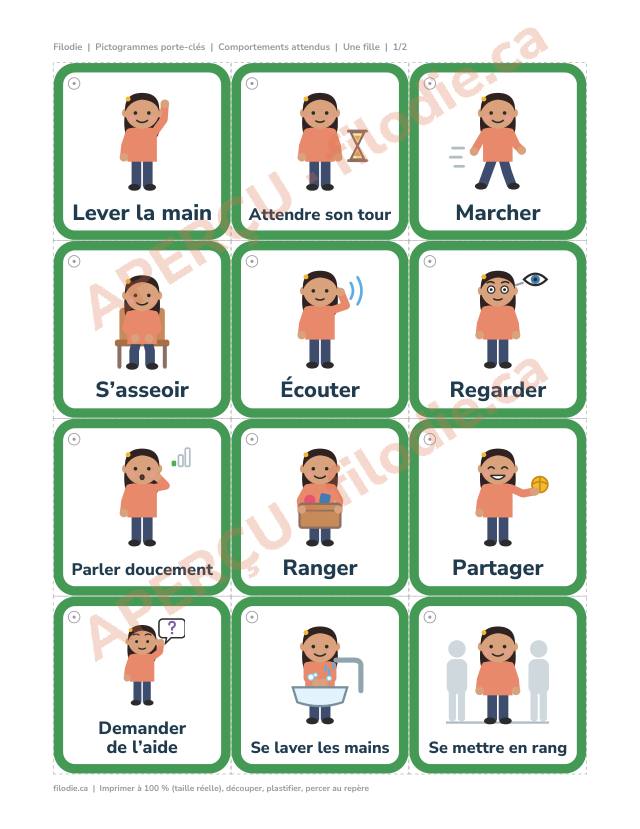 Filodie | Pictogrammes porte-clés | Comportements attendus | Une fille | 1/2
Lever la main
Attendre son tour
Marcher
S’asseoir
Écouter
Regarder
Parler doucement
Ranger
Partager
?
Demander
de l’aide
Se laver les mains
Se mettre en rang
APERÇU · filodie.ca
APERÇU · filodie.ca
filodie.ca | Imprimer à 100 % (taille réelle), découper, plastifier, percer au repère